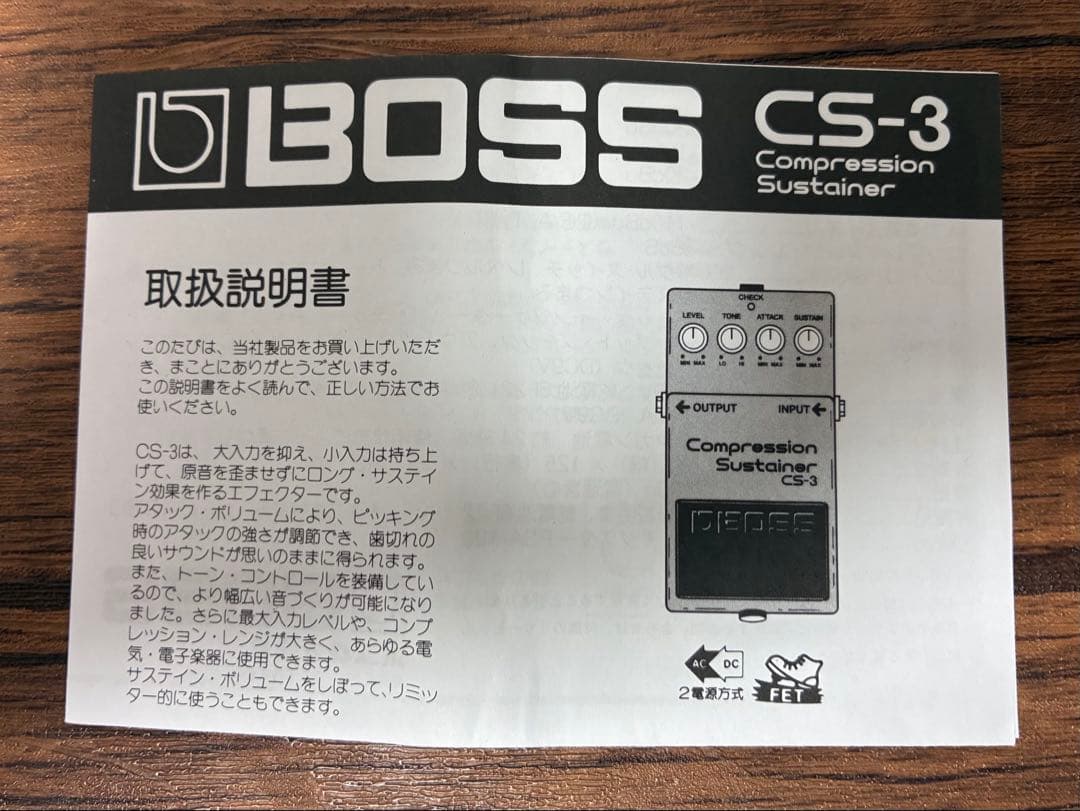 BOSS
CS-3
Compression
Sustainer
取扱説明書
このたびは、当社製品をお買い上げいただ
き、まことにありがとうございます。
この説明書をよく読んで、正しい方法でお
使いください。
CS-3は、大入力を抑え、小入力は持ち上
げて、原音を歪ませずにロング・サステイ
ン効果を作るエフェクターです。
アタック・ボリュームにより、ピッキング
時のアタックの強さが調節でき、歯切れの
良いサウンドが思いのままに得られます。
また、トーン・コントロールを装備してい
るので、より幅広い音づくりが可能になり
ました。さらに最大入力レベルや、コンプ
レッション・レンジが大きく、あらゆる電
気・電子楽器に使用できます。
サステイン・ボリュームをしぼって、リミッ
ター的に使うこともできます。
CHECK
LEVEL TONE ATTACK SUSTAIN
MIN MAX LO HI MIN MAX MIN MAX
OUTPUT INPUT
Compression
Sustainer
CS-3
BOSS
AC DC
2電源方式
FET